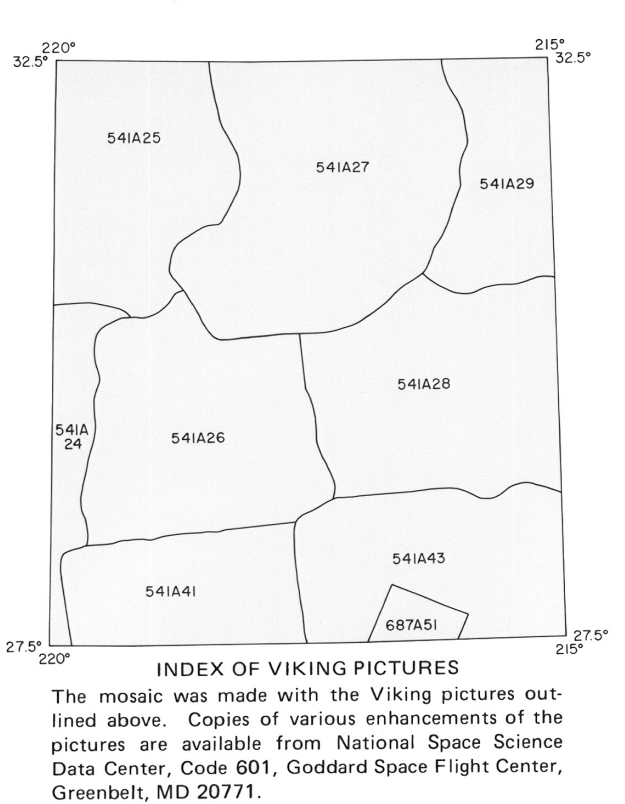 220°
215°
32.5°
32.5°
541A25
541A27
541A29
541A28
541A
24
541A26
541A43
541A41
687A51
27.5°
27.5°
220°
215°
INDEX OF VIKING PICTURES
The mosaic was made with the Viking pictures out-
lined above. Copies of various enhancements of the
pictures are available from National Space Science
Data Center, Code 601, Goddard Space Flight Center,
Greenbelt, MD 20771.